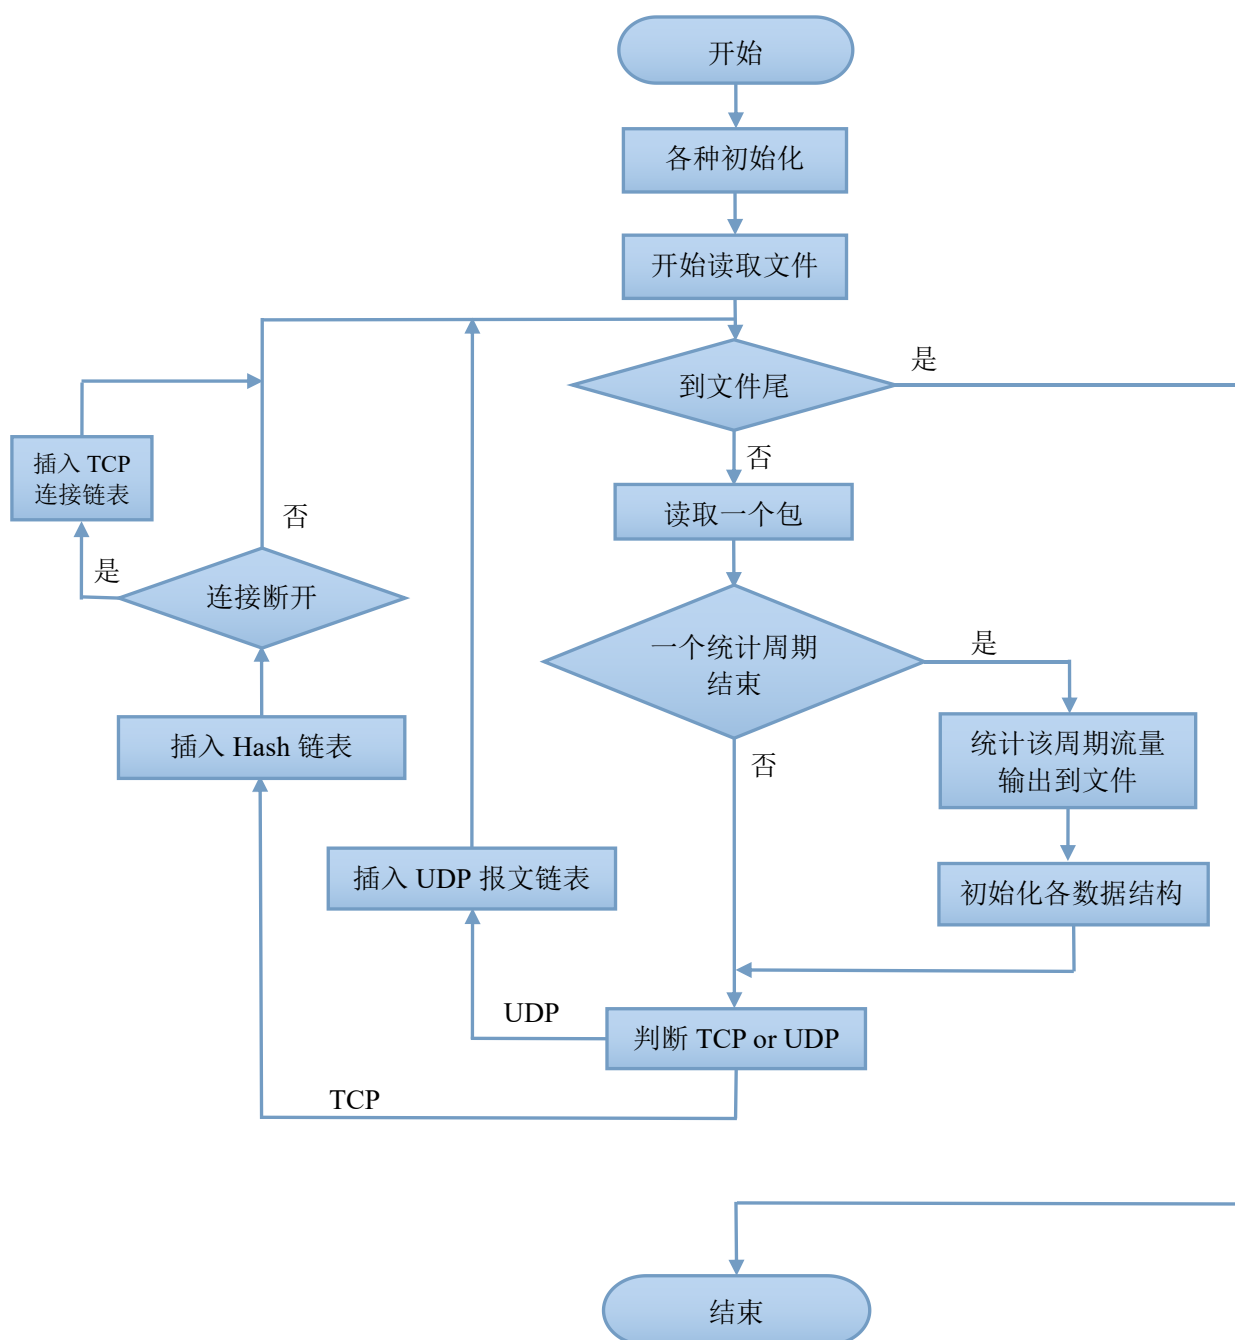 开始
各种初始化
开始读取文件
到文件尾
是
否
读取一个包
插入 TCP
连接链表
否
是
连接断开
一个统计周期
结束
是
统计该周期流量
输出到文件
否
插入 Hash 链表
插入 UDP 报文链表
初始化各数据结构
UDP
判断 TCP or UDP
TCP
结束